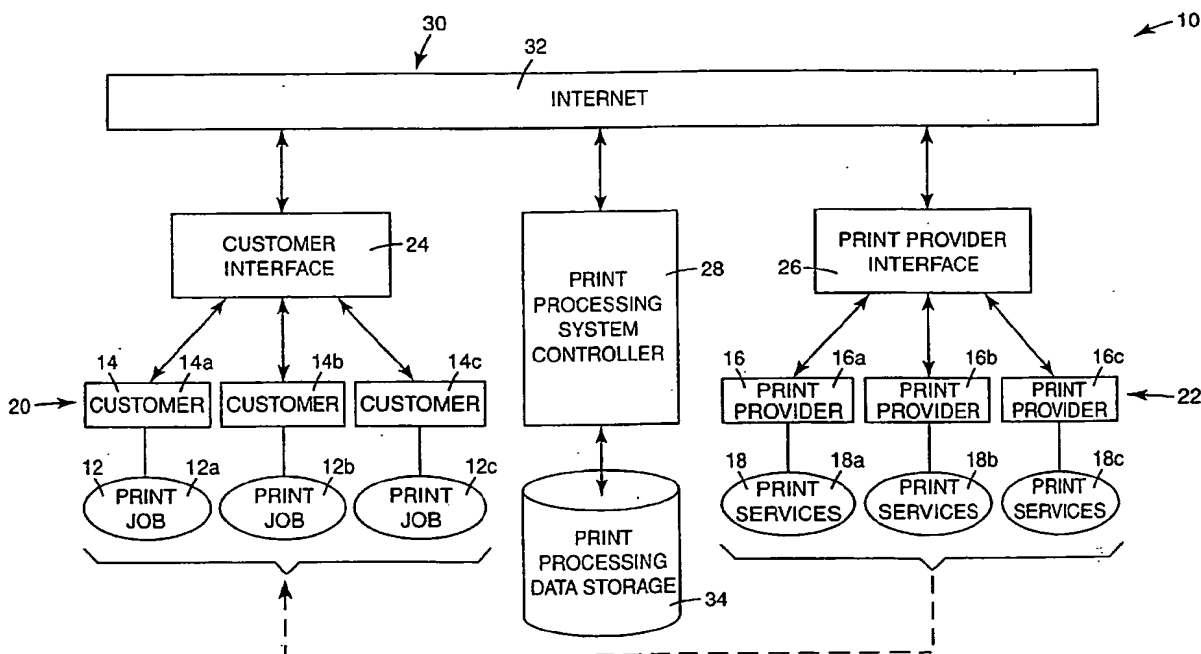 10
30
32
INTERNET
CUSTOMER
INTERFACE
24
PRINT
PROCESSING
SYSTEM
CONTROLLER
28
PRINT PROVIDER
INTERFACE
26
14
14a
14b
14c
20
CUSTOMER
CUSTOMER
CUSTOMER
16
16a
16b
16c
PRINT
PROVIDER
PRINT
PROVIDER
PRINT
PROVIDER
22
12
12a
12b
12c
PRINT
JOB
PRINT
JOB
PRINT
JOB
PRINT
PROCESSING
DATA STORAGE
34
18
18a
18b
18c
PRINT
SERVICES
PRINT
SERVICES
PRINT
SERVICES